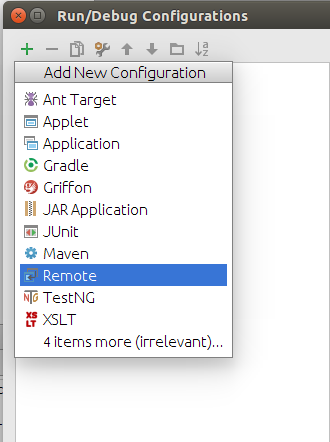 Run/Debug Configurations
Add New Configuration
Ant Target
Applet
Application
Gradle
Griffon
JAR Application
JUnit
Maven
Remote
TestNG
XSLT
4 items more (irrelevant)...